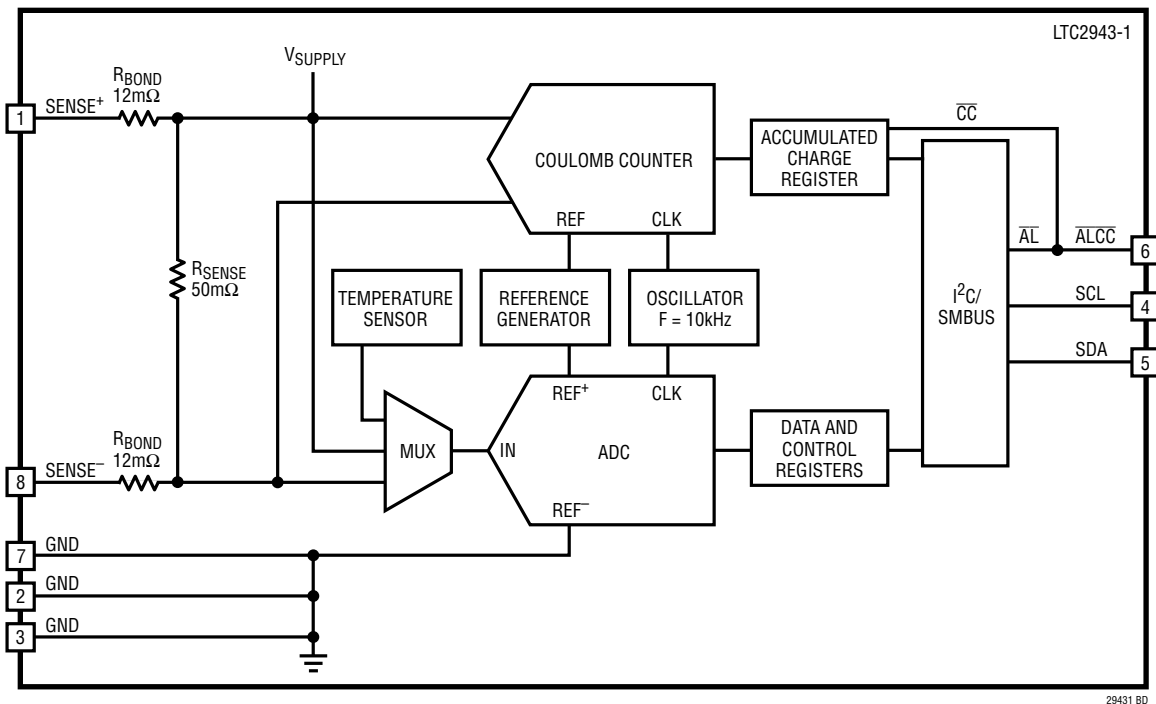 LTC2943-1
VSUPPLY
RBOND
12mΩ
1
SENSE+
CC
COULOMB COUNTER
ACCUMULATED
CHARGE
REGISTER
REF
CLK
AL
ALCC
6
RSENSE
50mΩ
TEMPERATURE
SENSOR
REFERENCE
GENERATOR
OSCILLATOR
F = 10kHz
I2C/
SMBUS
SCL
4
SDA
5
REF+
CLK
RBOND
12mΩ
8
SENSE–
MUX
IN
ADC
DATA AND
CONTROL
REGISTERS
REF–
7
GND
2
GND
3
GND
29431 BD